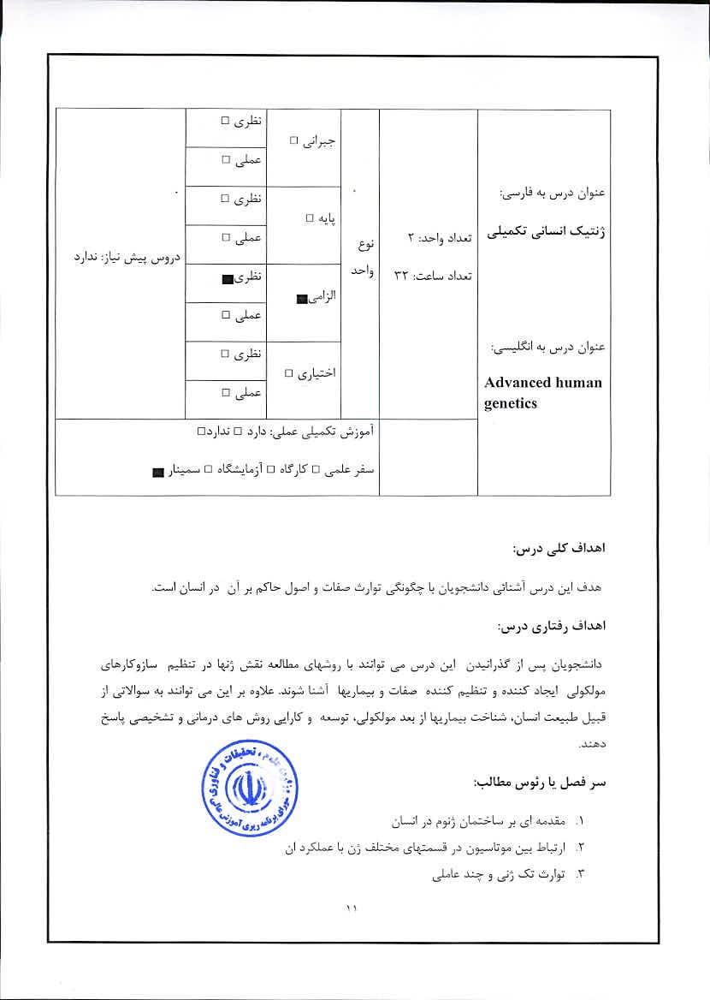 عنوان درس به فارسی:
ژنتیک انسانی تکمیلی
عنوان درس به انگلیسی:
Advanced human
genetics
تعداد واحد: ۲
تعداد ساعت: ۳۲
نوع
واحد
جبرانی □
نظری □
عملی □
پایه □
نظری □
عملی □
الزامی■
نظری■
عملی □
اختیاری □
نظری □
عملی □
دروس پیش نیاز: ندارد
آموزش تکمیلی عملی: دارد □ ندارد□
سفر علمی □ کارگاه □ آزمایشگاه □ سمینار ■
اهداف کلی درس:
هدف این درس آشنائی دانشجویان با چگونگی توارث صفات و اصول حاکم بر آن در انسان است.
اهداف رفتاری درس:
دانشجویان پس از گذرانیدن این درس می توانند با روشهای مطالعه نقش ژنها در تنظیم سازوکارهای
مولکولی ایجاد کننده و تنظیم کننده صفات و بیماریها آشنا شوند. علاوه بر این می توانند به سوالاتی از
قبیل طبیعت انسان، شناخت بیماریها از بعد مولکولی، توسعه و کارایی روش های درمانی و تشخیصی پاسخ
دهند.
سر فصل یا رئوس مطالب:
۱. مقدمه ای بر ساختمان ژنوم در انسان
۲. ارتباط بین موتاسیون در قسمتهای مختلف ژن با عملکرد ان
۳. توارث تک ژنی و چند عاملی
وزارت علوم، تحقیقات و فناوری
شورای برنامه ریزی آموزش عالی
۱۱